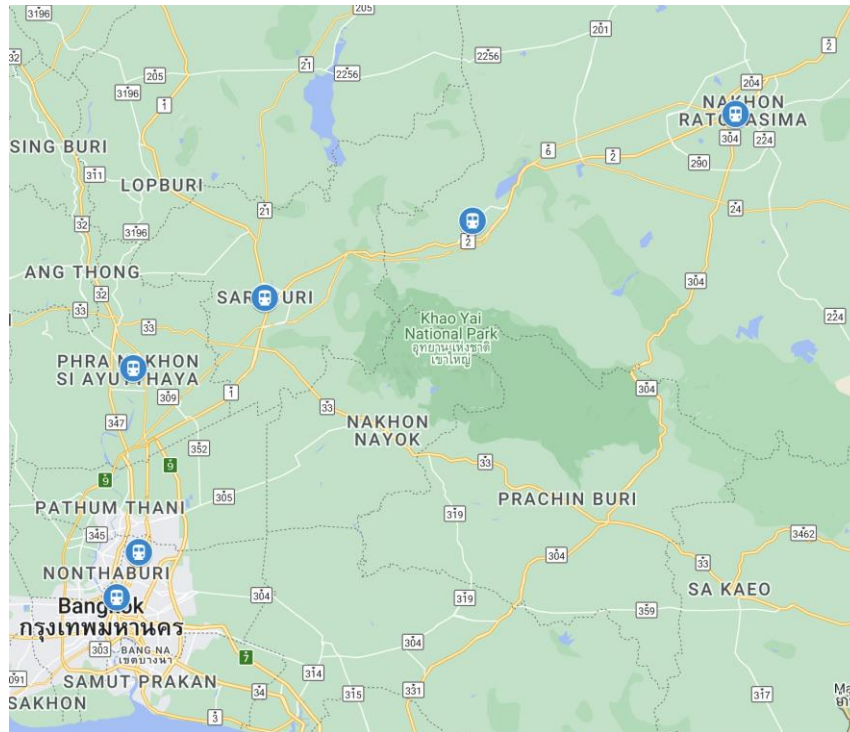 3196
205
205
21
2256
2256
201
2
32
3196
205
1
204
NAKHON
RATCHASIMA
304
224
6
2
290
SING BURI
311
LOPBURI
32
21
24
3196
2
ANG THONG
32
SARABURI
304
33
33
Khao Yai
National Park
อุทยานแห่งชาติ
เขาใหญ่
224
PHRA NAKHON
SI AYUTTHAYA
309
1
33
304
347
NAKHON
NAYOK
352
9
9
33
305
PRACHIN BURI
PATHUM THANI
319
345
3462
304
33
NONTHABURI
SA KAEO
304
319
359
Bangkok
กรุงเทพมหานคร
303
BANG NA
เขตบางนา
304
7
314
091
SAMUT PRAKAN
34
315
331
317
SAKHON
3